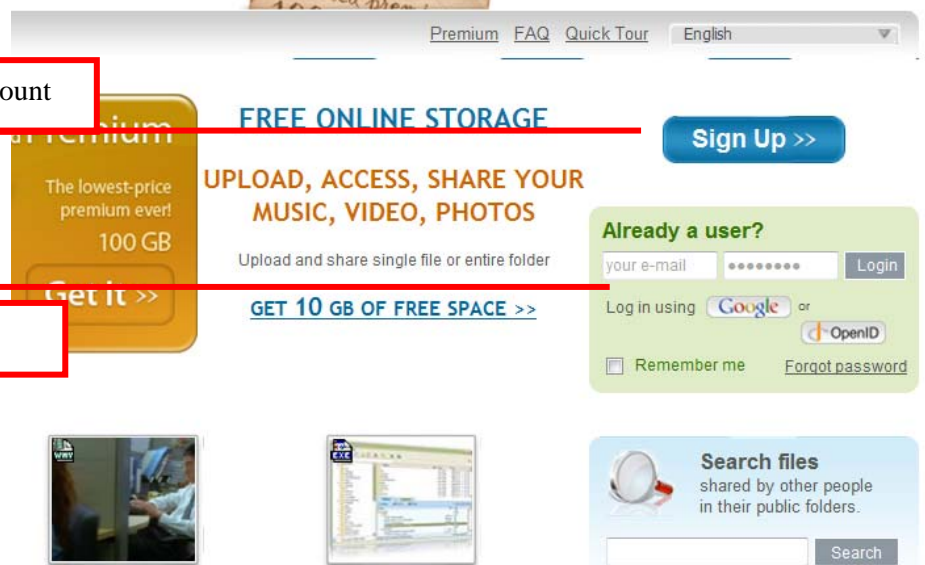 Premium FAQ Quick Tour English
ount
Premium
The lowest-price
premium ever!
100 GB
Get it >>
FREE ONLINE STORAGE
UPLOAD, ACCESS, SHARE YOUR
MUSIC, VIDEO, PHOTOS
Upload and share single file or entire folder
GET 10 GB OF FREE SPACE >>
Sign Up >>
Already a user?
your e-mail Login
Log in using Google or
OpenID
Remember me Forgot password
WMV
EXE
Search files
shared by other people
in their public folders.
Search